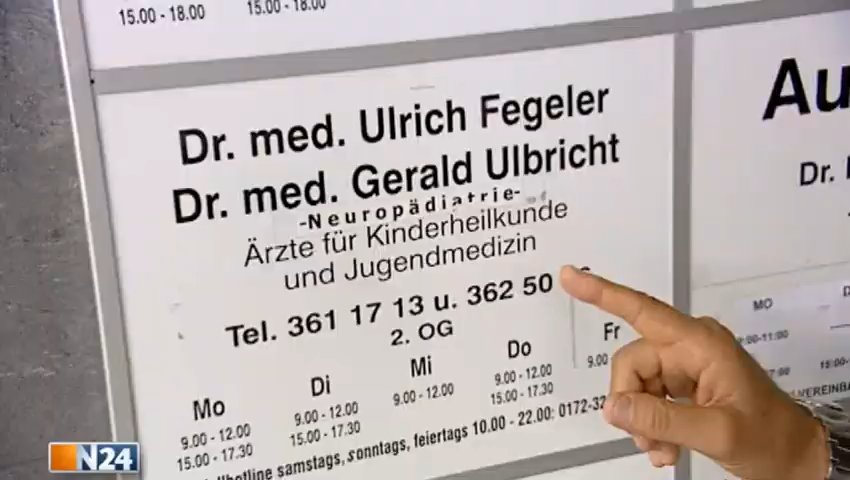 15.00 - 18.00
15.00 - 18.00
Dr. med. Ulrich Fegeler
Dr. med. Gerald Ulbricht
-Neuropädiatrie-
Ärzte für Kinderheilkunde
und Jugendmedizin
Tel. 361 17 13 u. 362 50
2. OG
Mo Di Mi Do Fr
9.00 - 12.00 9.00 - 12.00 9.00 - 12.00 9.00 - 12.00 9.00 -
15.00 - 17.30 15.00 - 17.30 15.00 - 17.30
samstags, sonntags, feiertags 10.00 - 22.00: 0172-32
Au
Dr.
MO
15:00-
N24